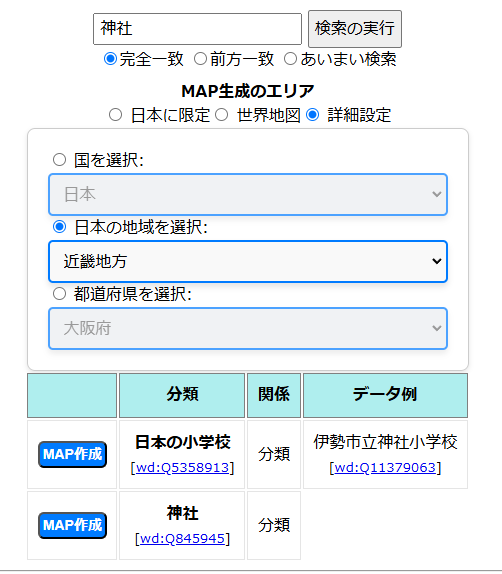 神社 検索の実行
完全一致 前方一致 あいまい検索
MAP生成のエリア
日本に限定 世界地図 詳細設定
国を選択:
日本
日本の地域を選択:
近畿地方
都道府県を選択:
大阪府
分類 関係 データ例
MAP作成 日本の小学校 [wd:Q5358913] 分類 伊勢市立神社小学校 [wd:Q11379063]
MAP作成 神社 [wd:Q845945] 分類